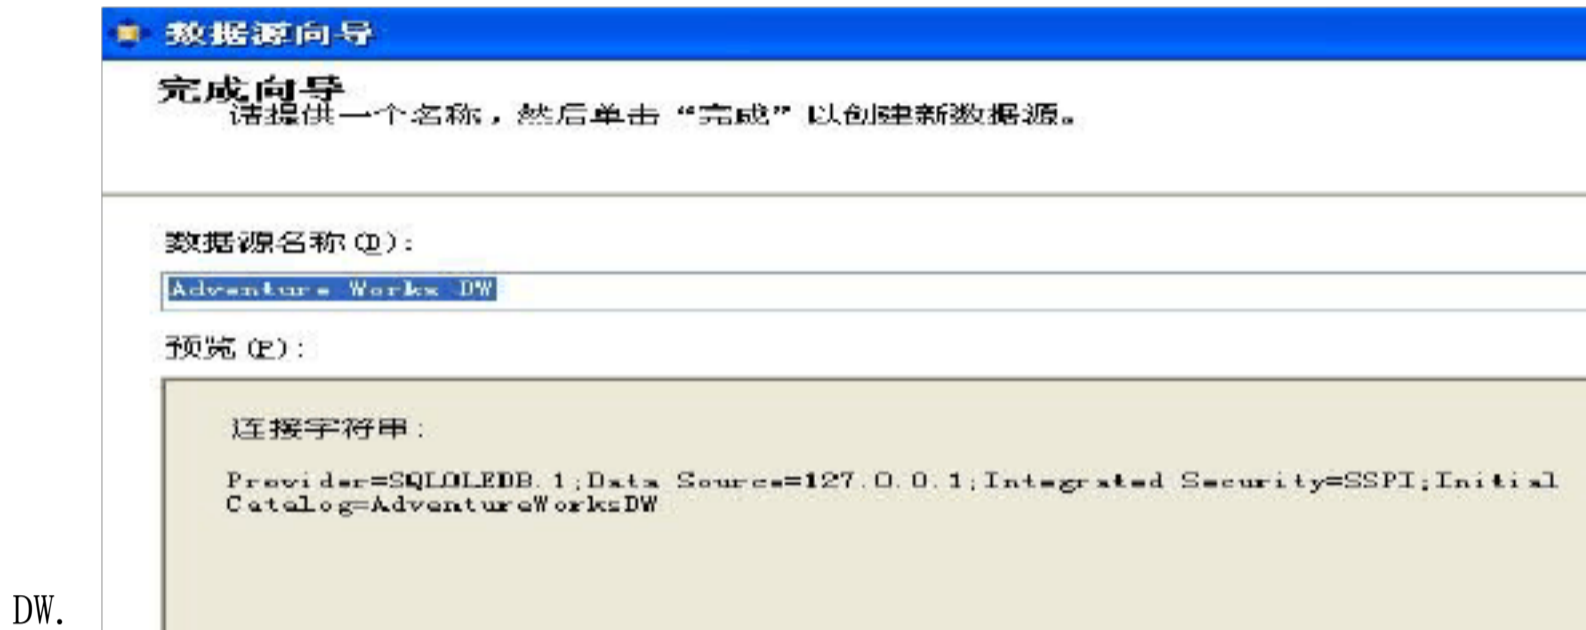 数据源向导
完成向导
请提供一个名称，然后单击“完成”以创建新数据源。
数据源名称(D):
Adventure Works DW
预览(P):
连接字符串:
Provider=SQLOLEDB.1;Data Source=127.0.0.1;Integrated Security=SSPI;Initial
Catalog=AdventureWorksDW
DW.